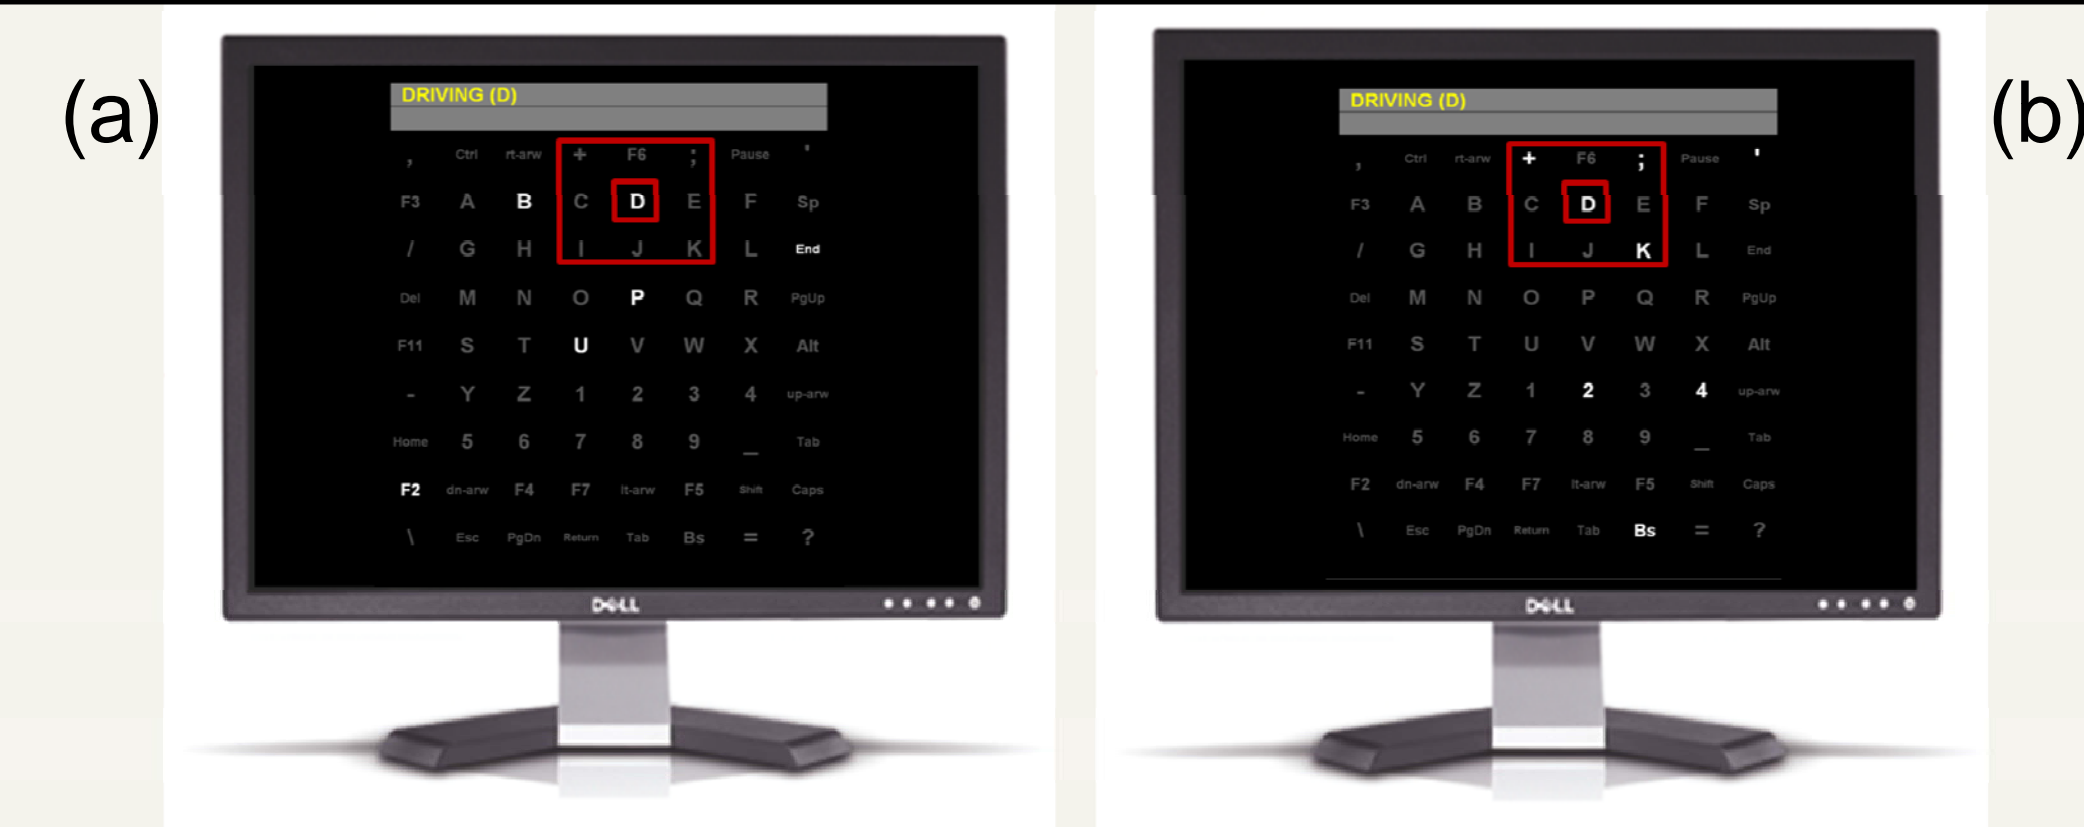 (a)
DRIVING (D)
, Ctrl rt-arw + F6 ; Pause '
F3 A B C D E F Sp
/ G H I J K L End
Del M N O P Q R PgUp
F11 S T U V W X Alt
- Y Z 1 2 3 4 up-arw
Home 5 6 7 8 9 _ Tab
F2 dn-arw F4 F7 lt-arw F5 Shift Caps
\ Esc PgDn Return Tab Bs = ?
DELL
(b)
DRIVING (D)
, Ctrl rt-arw + F6 ; Pause '
F3 A B C D E F Sp
/ G H I J K L End
Del M N O P Q R PgUp
F11 S T U V W X Alt
- Y Z 1 2 3 4 up-arw
Home 5 6 7 8 9 _ Tab
F2 dn-arw F4 F7 lt-arw F5 Shift Caps
\ Esc PgDn Return Tab Bs = ?
DELL